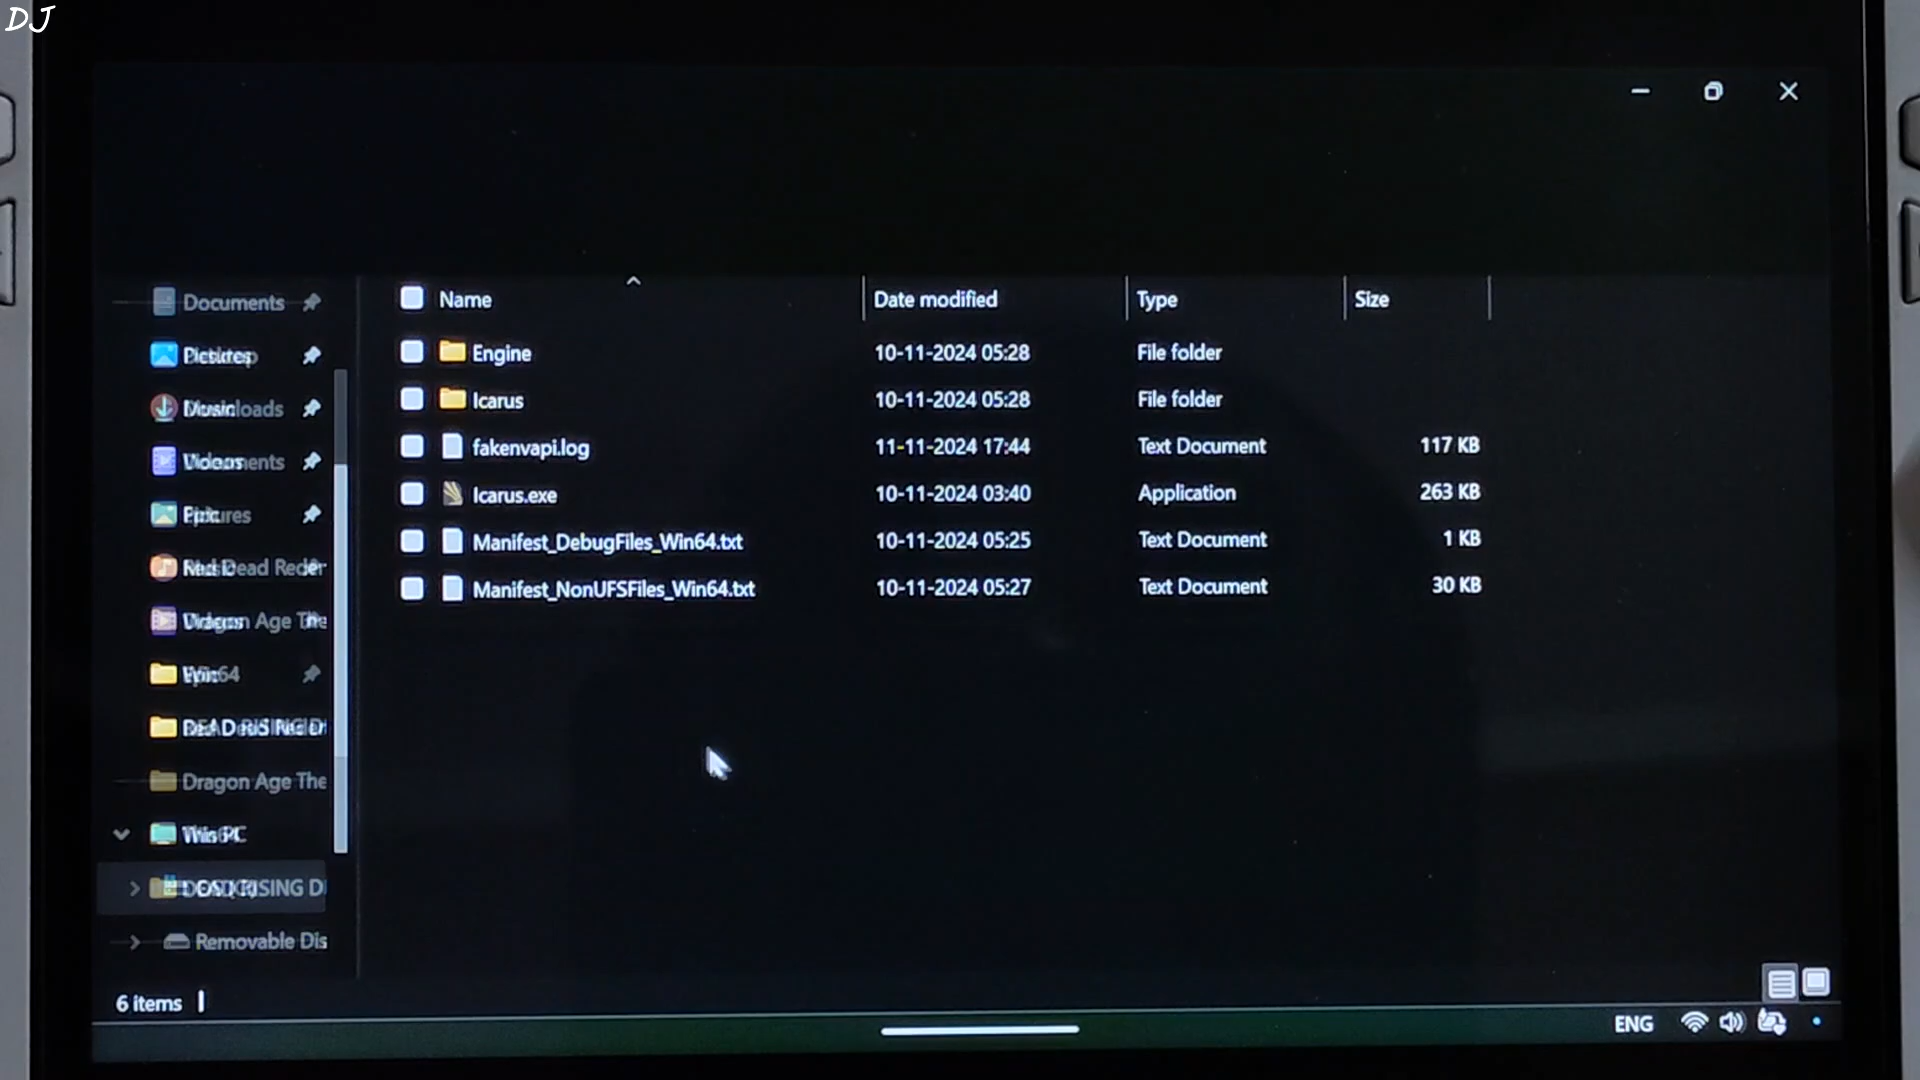 DJ
Name Date modified Type Size
Documents
Engine 10-11-2024 05:28 File folder
Icarus 10-11-2024 05:28 File folder
fakenvapi.log 11-11-2024 17:44 Text Document 117 KB
Icarus.exe 10-11-2024 03:40 Application 263 KB
Manifest_DebugFiles_Win64.txt 10-11-2024 05:25 Text Document 1 KB
Manifest_NonUFSFiles_Win64.txt 10-11-2024 05:27 Text Document 30 KB
Dragon Age The
This PC
Removable Dis
6 items
ENG